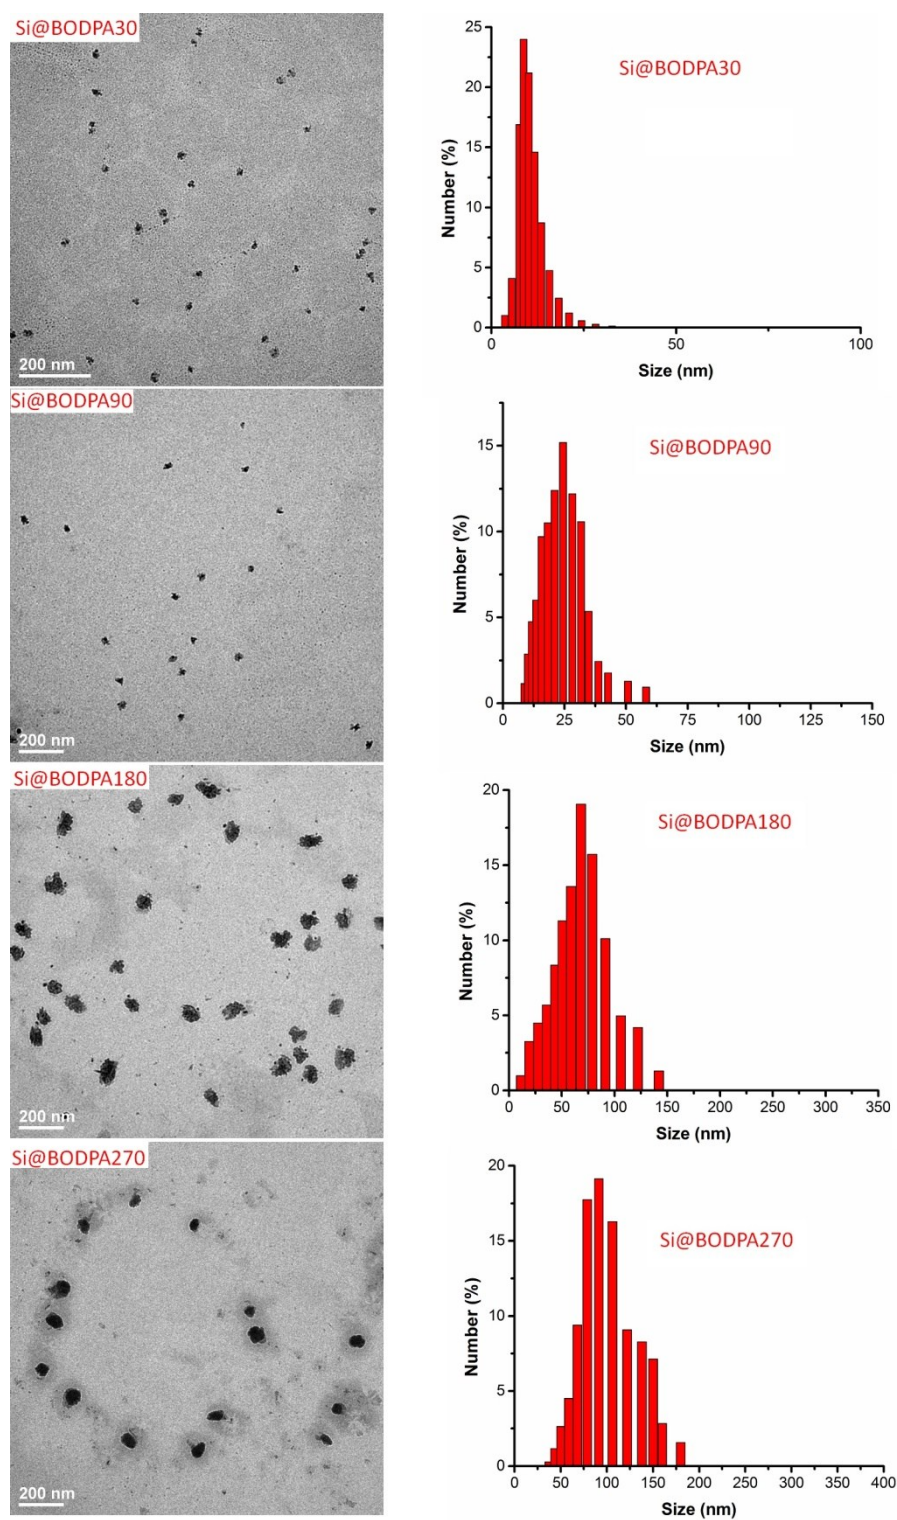 Si@BODPA30
200 nm
25
20
15
10
5
0
Number (%)
Si@BODPA30
0
50
100
Size (nm)
Si@BODPA90
200 nm
15
10
5
0
Number (%)
Si@BODPA90
0 25 50 75 100 125 150
Size (nm)
Si@BODPA180
200 nm
20
15
10
5
0
Number (%)
Si@BODPA180
0 50 100 150 200 250 300 350
Size (nm)
Si@BODPA270
200 nm
20
15
10
5
0
Number (%)
Si@BODPA270
0 50 100 150 200 250 300 350 400
Size (nm)